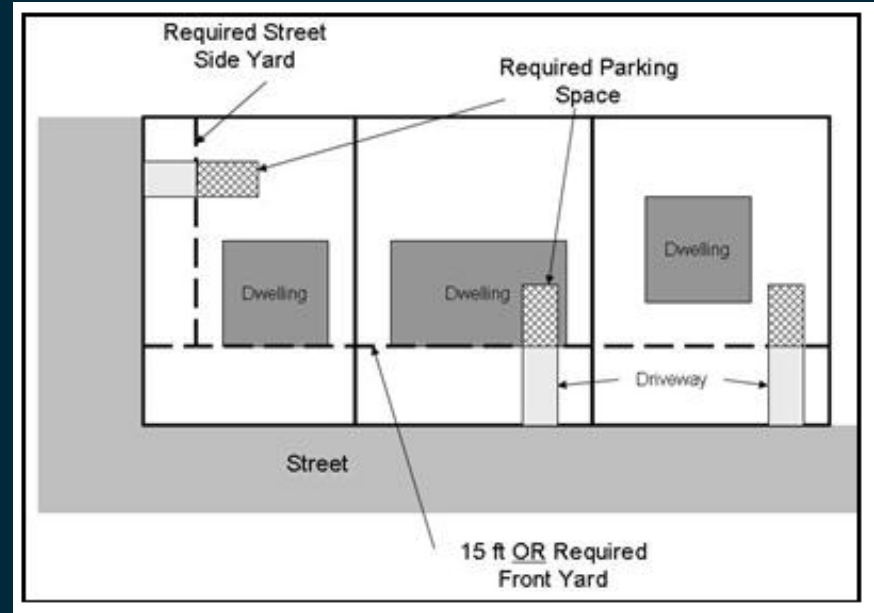 Required Street
Side Yard
Required Parking
Space
Dwelling
Dwelling
Dwelling
Driveway
Street
15 ft OR Required
Front Yard